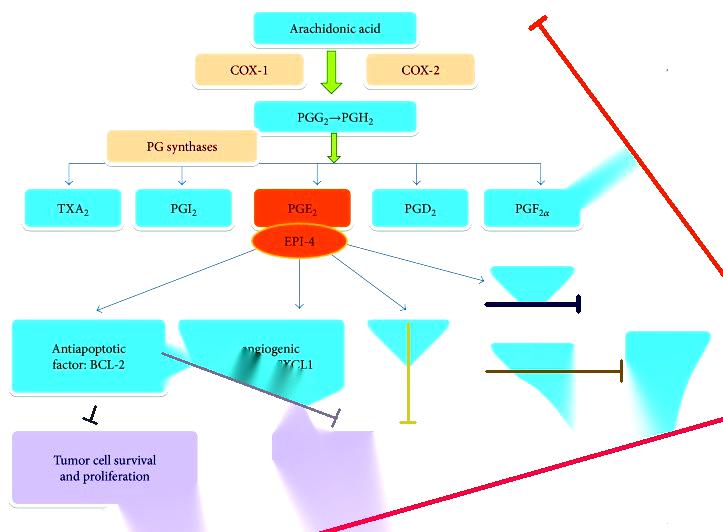 Arachidonic acid
COX-1
COX-2
PGG₂→PGH₂
PG synthases
TXA₂
PGI₂
PGE₂
PGD₂
PGF₂α
EPI-4
Antiapoptotic
factor: BCL-2
angiogenic
CXCL1
Tumor cell survival
and proliferation